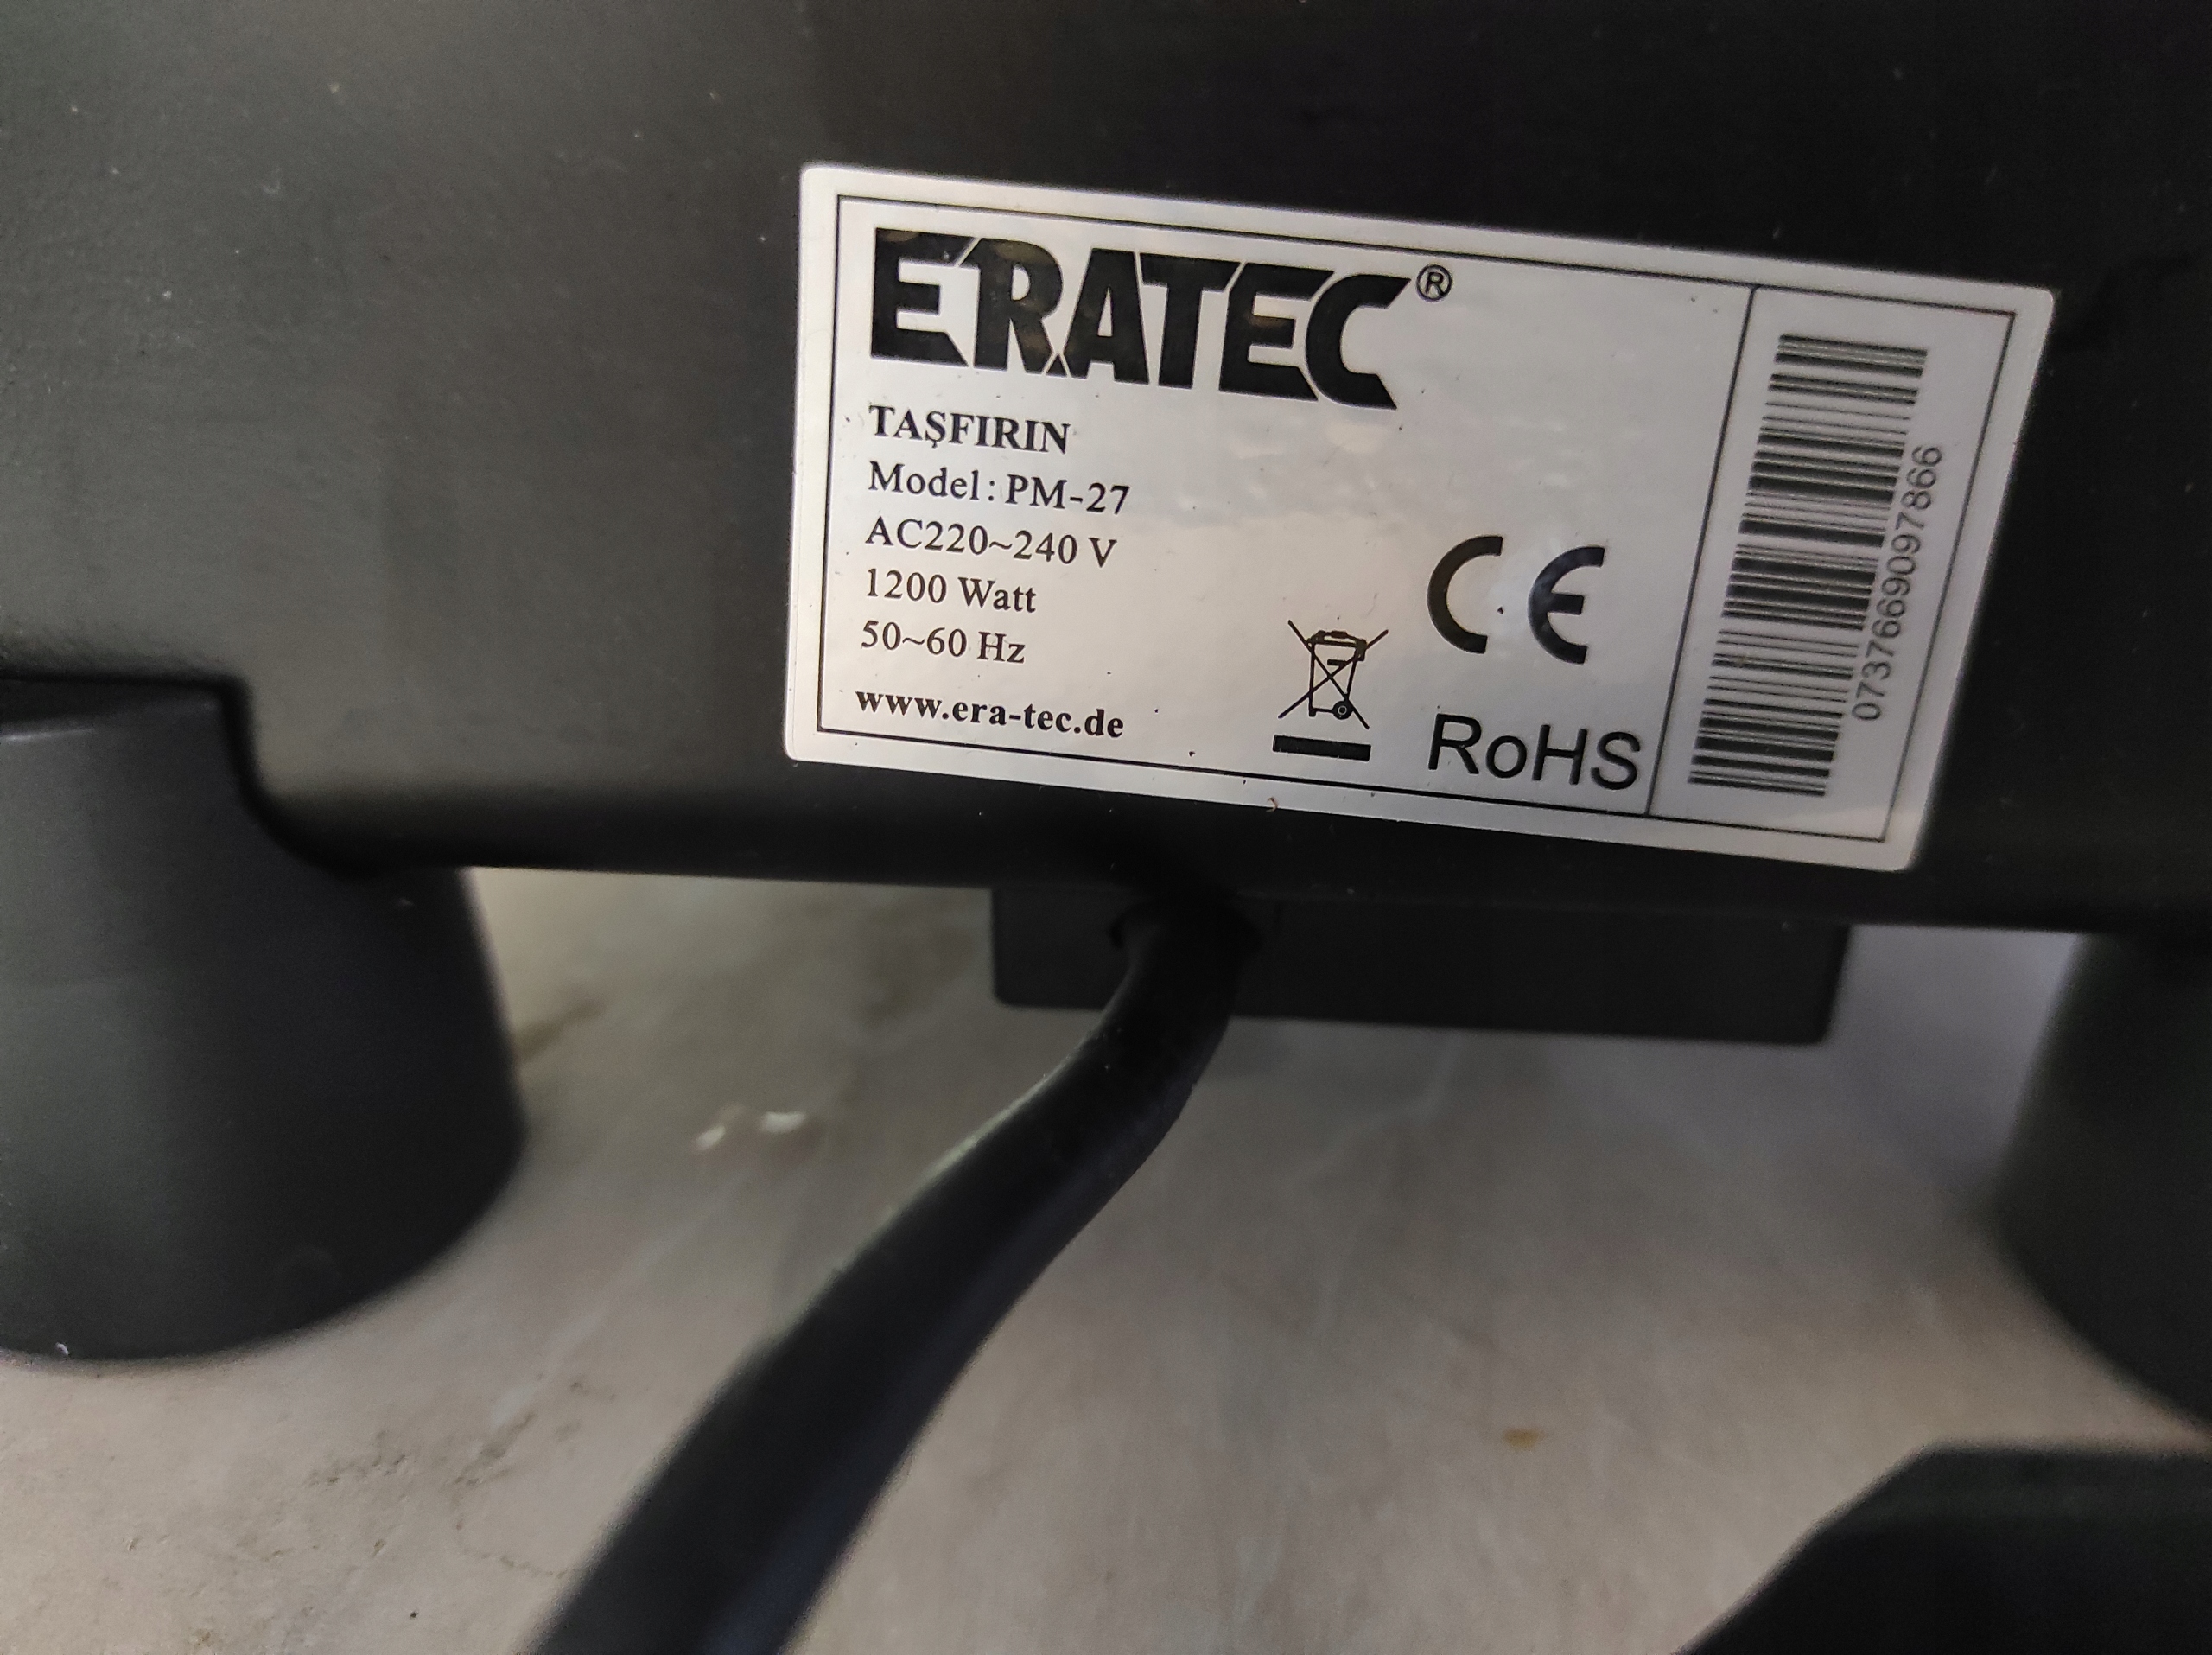 ERATEC®
TAŞFIRIN
Model: PM-27
AC220~240 V
1200 Watt
50~60 Hz
www.era-tec.de
CE
RoHS
0737669097866